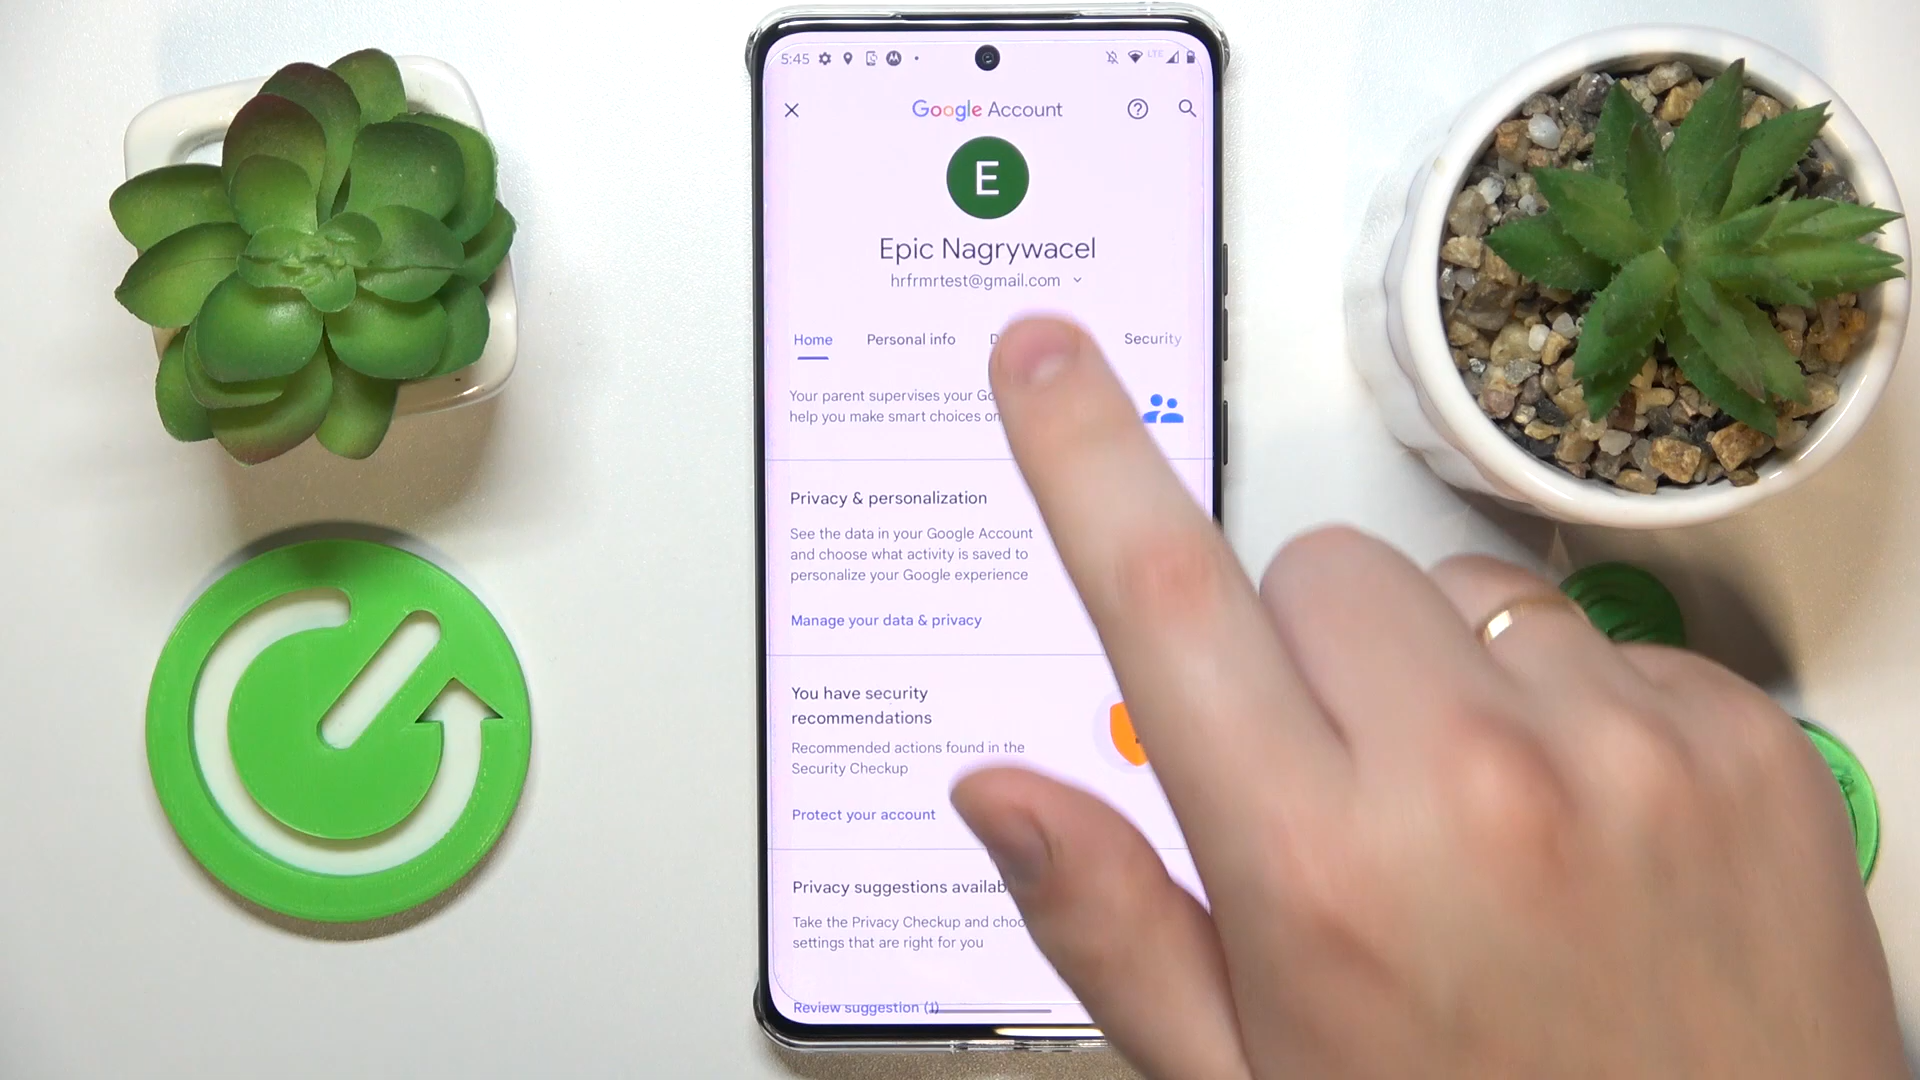 5:45
LTE
Google Account
E
Epic Nagrywacel
hrfrmrtest@gmail.com
Home Personal info Security
Your parent supervises your
help you make smart choices
Privacy & personalization
See the data in your Google Account
and choose what activity is saved to
personalize your Google experience
Manage your data & privacy
You have security
recommendations
Recommended actions found in the
Security Checkup
Protect your account
Privacy suggestions
Take the Privacy Checkup and
settings that are right for you
Review suggestion (1)